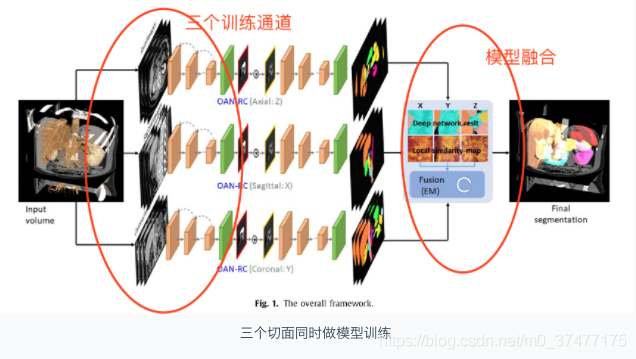 三个训练通道
模型融合
OAN-RC (Axial: Z)
X Y Z
Deep network reslt
Local similarity map
OAN-RC (Sagittal: X)
Fusion
(EM)
Input
volume
Final
segmentation
OAN-RC (Coronal: Y)
Fig. 1. The overall framework.
三个切面同时做模型训练
https://blog.csdn.net/m0_37477175